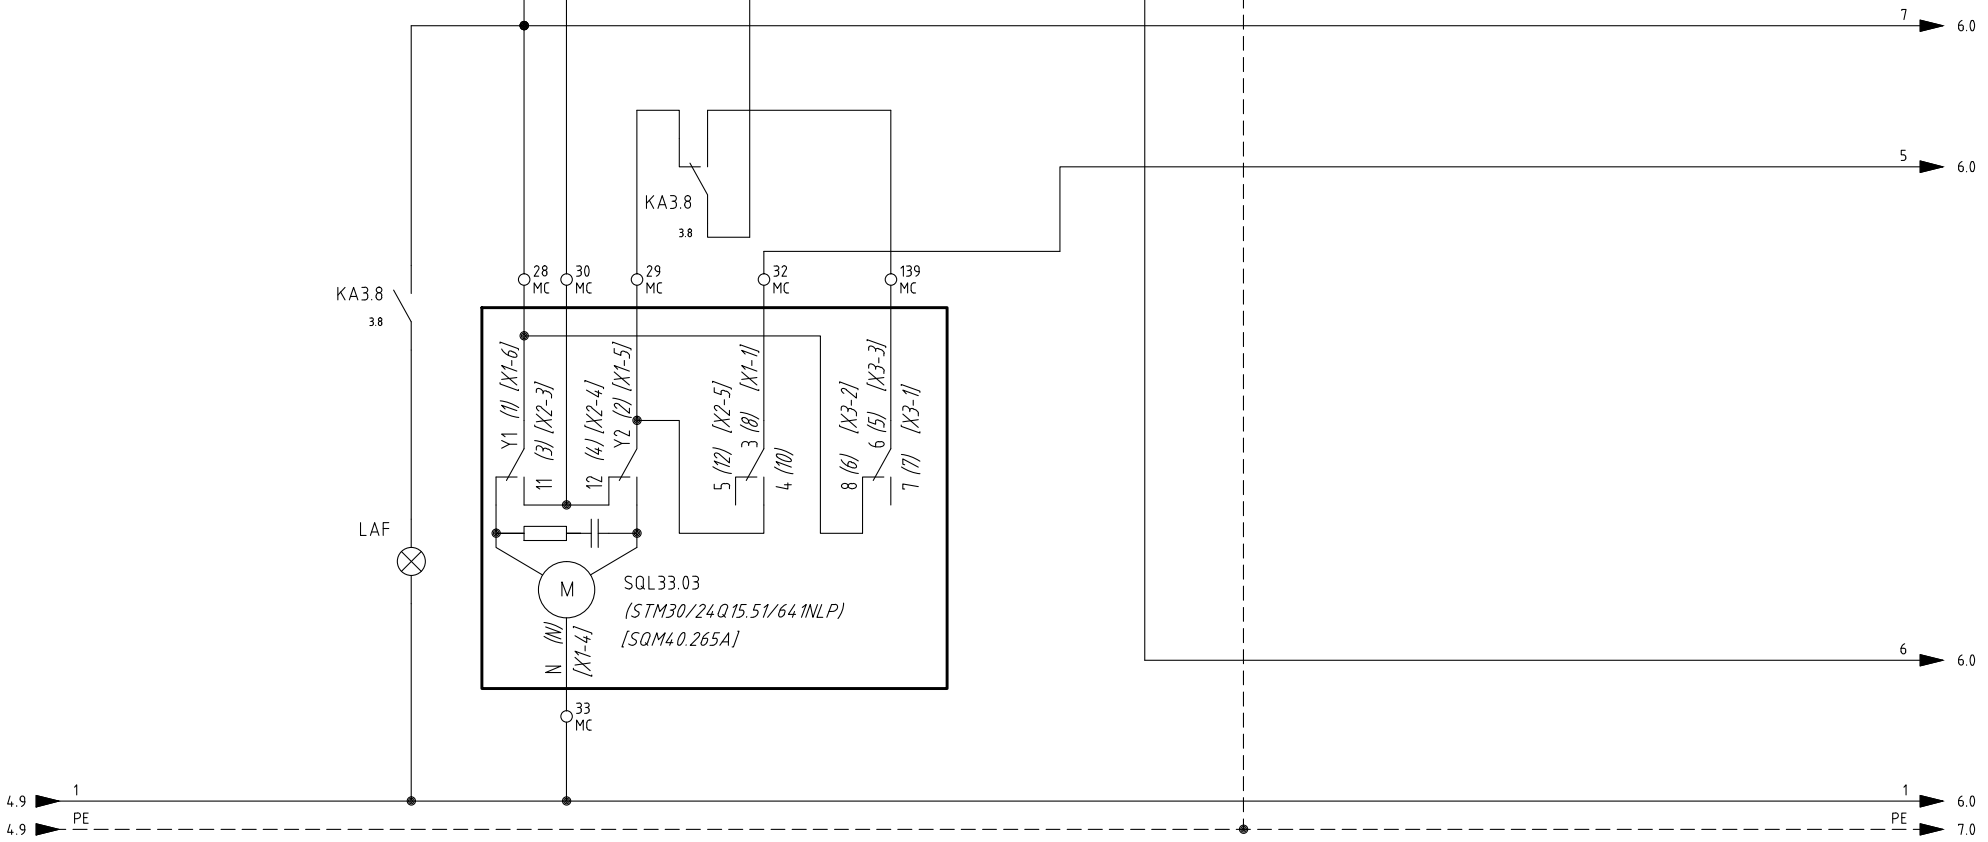 7 6.0
5 6.0
KA3.8
3.8
28 MC
30 MC
29 MC
32 MC
139 MC
KA3.8
3.8
Y1 (1) [X1-6]
11 (3) [X2-3]
12 (4) [X2-4]
Y2 (2) [X1-5]
5 (12) [X2-5]
3 (8) [X1-1]
4 (10)
8 (6) [X3-2]
6 (5) [X3-3]
7 (7) [X3-1]
LAF
M
SQL33.03
(STM30/24Q15.51/641NLP)
[SQM40.265A]
N (N)
[X1-4]
6 6.0
33 MC
4.9 1 1 6.0
4.9 PE PE 7.0